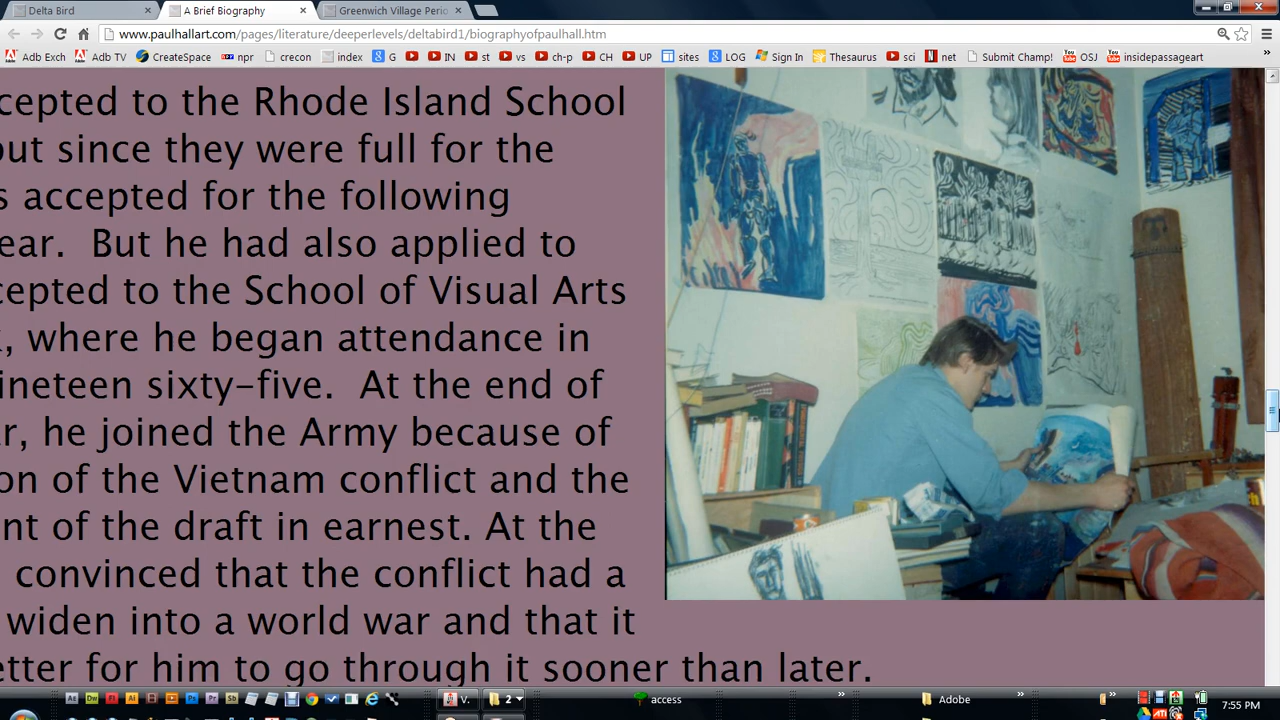 Delta Bird
A Brief Biography
Greenwich Village Perio
www.paulhallart.com/pages/literature/deeperlevels/deltabird1/biographyofpaulhall.htm
Adb Exch
Adb TV
CreateSpace
npr
crecon
index
G
IN
st
vs
ch-p
CH
UP
sites
LOG
Sign In
Thesaurus
sci
net
Submit Champ!
OSJ
insidepassageart
cepted to the Rhode Island School
out since they were full for the
s accepted for the following
ear. But he had also applied to
cepted to the School of Visual Arts
, where he began attendance in
ineteen sixty-five. At the end of
r, he joined the Army because of
on of the Vietnam conflict and the
nt of the draft in earnest. At the
convinced that the conflict had a
widen into a world war and that it
etter for him to go through it sooner than later.
V.
2
access
Adobe
7:55 PM